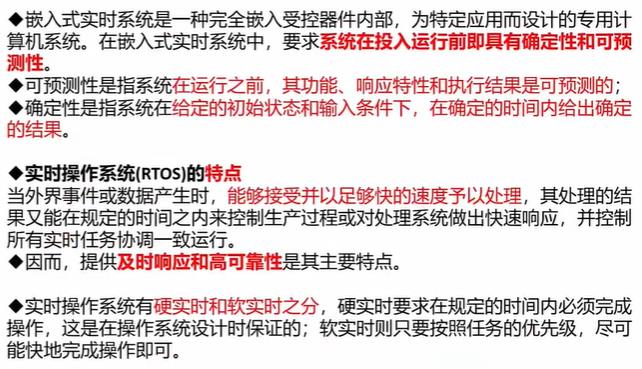 ◆嵌入式实时系统是一种完全嵌入受控器件内部，为特定应用而设计的专用计
算机系统。在嵌入式实时系统中，要求系统在投入运行前即具有确定性和可预
测性。
◆可预测性是指系统在运行之前，其功能、响应特性和执行结果是可预测的；
◆确定性是指系统在给定的初始状态和输入条件下，在确定的时间内给出确定
的结果。
◆实时操作系统(RTOS)的特点
当外界事件或数据产生时，能够接受并以足够快的速度予以处理，其处理的结
果又能在规定的时间之内来控制生产过程或对处理系统做出快速响应，并控制
所有实时任务协调一致运行。
◆因而，提供及时响应和高可靠性是其主要特点。
◆实时操作系统有硬实时和软实时之分，硬实时要求在规定的时间内必须完成
操作，这是在操作系统设计时保证的；软实时则只要按照任务的优先级，尽可
能快地完成操作即可。